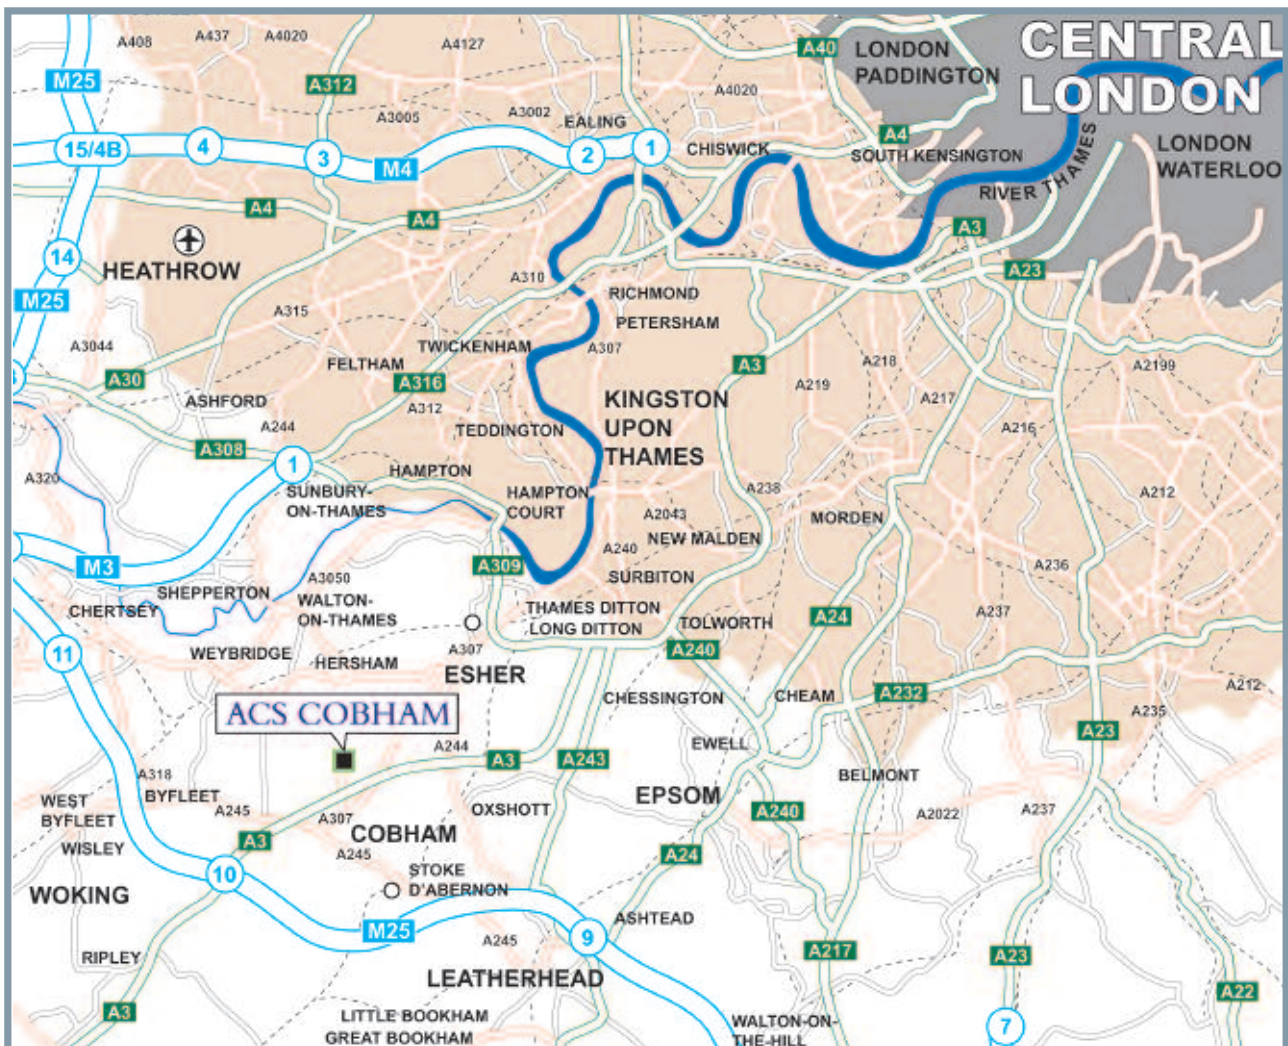 A408
A437
A4020
A4127
A40
LONDON
PADDINGTON
CENTRAL
LONDON
M25
A312
A4020
A3002
A3005
EALING
A4
15/4B
4
3
M4
2
1
CHISWICK
SOUTH KENSINGTON
LONDON
WATERLOO
RIVER THAMES
A4
A4
A3
14
HEATHROW
A23
M25
A310
RICHMOND
A315
PETERSHAM
A3044
TWICKENHAM
A307
FELTHAM
A3
A218
A2199
A30
A316
A219
ASHFORD
A312
KINGSTON
UPON
THAMES
A217
A244
TEDDINGTON
A216
A308
1
HAMPTON
A320
SUNBURY-
ON-THAMES
HAMPTON
COURT
A238
A212
A2043
MORDEN
NEW MALDEN
A240
M3
A309
A236
SURBITON
A3050
SHEPPERTON
CHERTSEY
WALTON-
ON-THAMES
THAMES DITTON
LONG DITTON
TOLWORTH
A24
A237
11
WEYBRIDGE
HERSHAM
A307
A240
ESHER
CHESSINGTON
CHEAM
A232
A212
ACS COBHAM
A235
A23
A244
EWELL
A3
A243
A318
BYFLEET
BELMONT
WEST
BYFLEET
A245
EPSOM
A307
OXSHOTT
A240
A2022
A237
WISLEY
A3
COBHAM
A245
A24
10
STOKE
D'ABERNON
WOKING
M25
ASHTEAD
9
A245
A217
A23
RIPLEY
LEATHERHEAD
A22
A3
LITTLE BOOKHAM
GREAT BOOKHAM
WALTON-ON-
THE-HILL
7